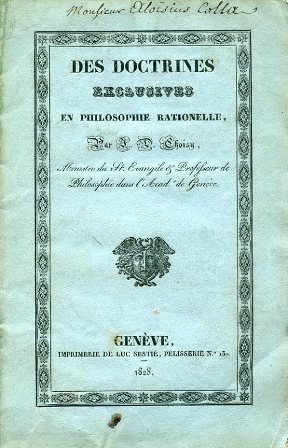 Monsieur Aloisius Colla
DES DOCTRINES
EXCLUSIVES
EN PHILOSOPHIE RATIONELLE,
Par J. D. Choisy,
Ministre du St. Evangile & Professeur de
Philosophie dans l'Acad.ie de Genève.
GENÈVE,
IMPRIMERIE DE LUC SESTIÉ, PELISSERIE N.°
1828.